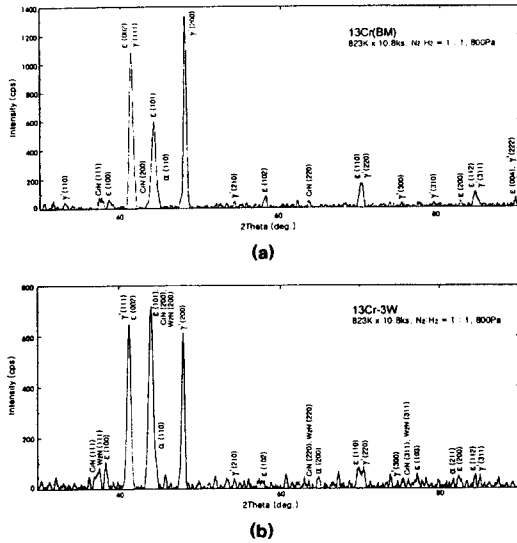 1400
1200
1000
800
600
400
200
0
Intensity (cps)
13Cr(BM)
823K x 10.8ks, N2:H2 = 1 : 1, 800Pa
γ'(110)
CrN (111)
ε (100)
ε (002)
γ'(111)
CrN (200)
ε (101)
α (110)
γ'(200)
γ'(210)
ε (102)
CrN (220)
ε (110)
γ'(220)
γ'(300)
γ'(310)
ε (200)
ε (112)
γ'(311)
ε (004), γ'(222)
40
60
80
2Theta (deg.)
(a)
800
600
400
200
0
Intensity (cps)
13Cr-3W
823K x 10.8ks, N2:H2 = 1 : 1, 800Pa
CrN (111)
W2N (111)
ε (100)
γ'(111)
ε (002)
ε (101)
CrN (200)
W2N (200)
α (110)
γ'(200)
γ'(210)
ε (102)
CrN (220), W2N (220)
α (200)
ε (110)
γ'(220)
γ'(300)
CrN (311), W2N (311)
ε (103)
α (211)
ε (200)
ε (112)
γ'(311)
40
60
80
2Theta (deg.)
(b)